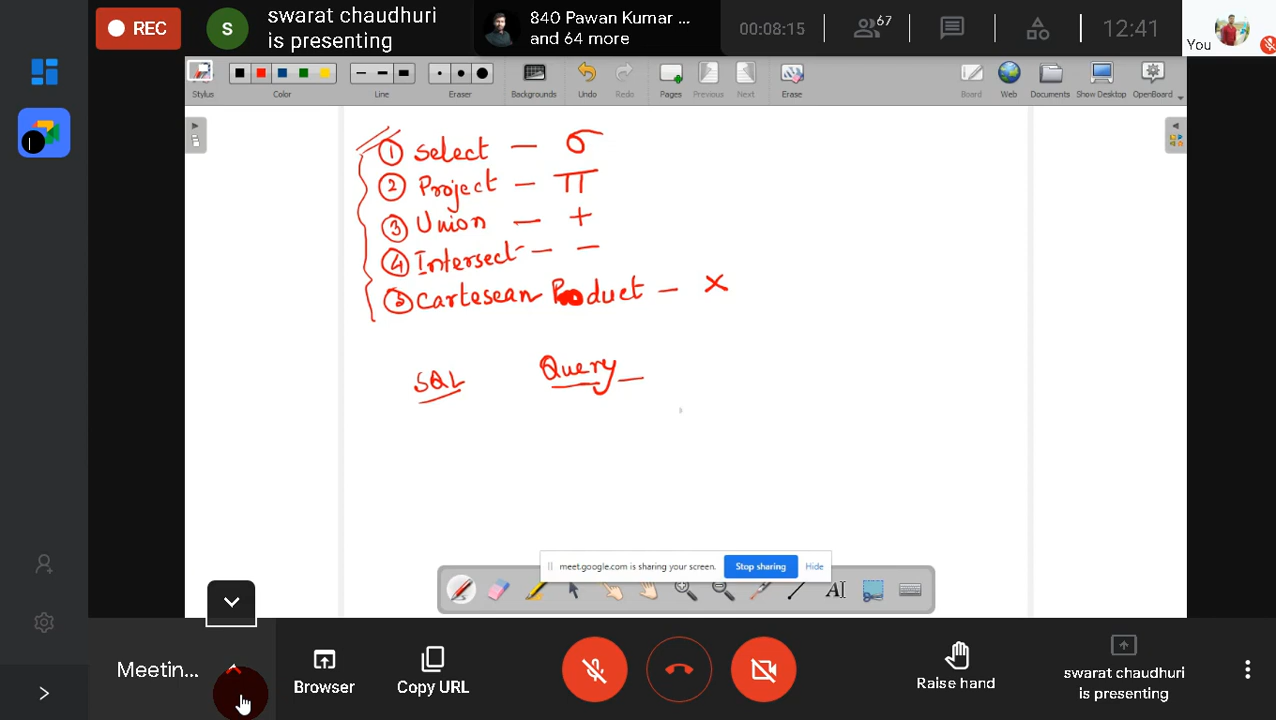 REC
S
swarat chaudhuri
is presenting
840 Pawan Kumar ...
and 64 more
00:08:15
67
12:41
You
Stylus
Color
Line
Eraser
Backgrounds
Undo
Redo
Pages
Previous
Next
Erase
Board
Web
Documents
Show Desktop
OpenBoard
① Select — σ
② Project — π
③ Union — +
④ Intersect — −
⑤ Cartesean Product — ×
SQL Query —
meet.google.com is sharing your screen.
Stop sharing
Hide
Meetin...
Browser
Copy URL
Raise hand
swarat chaudhuri
is presenting